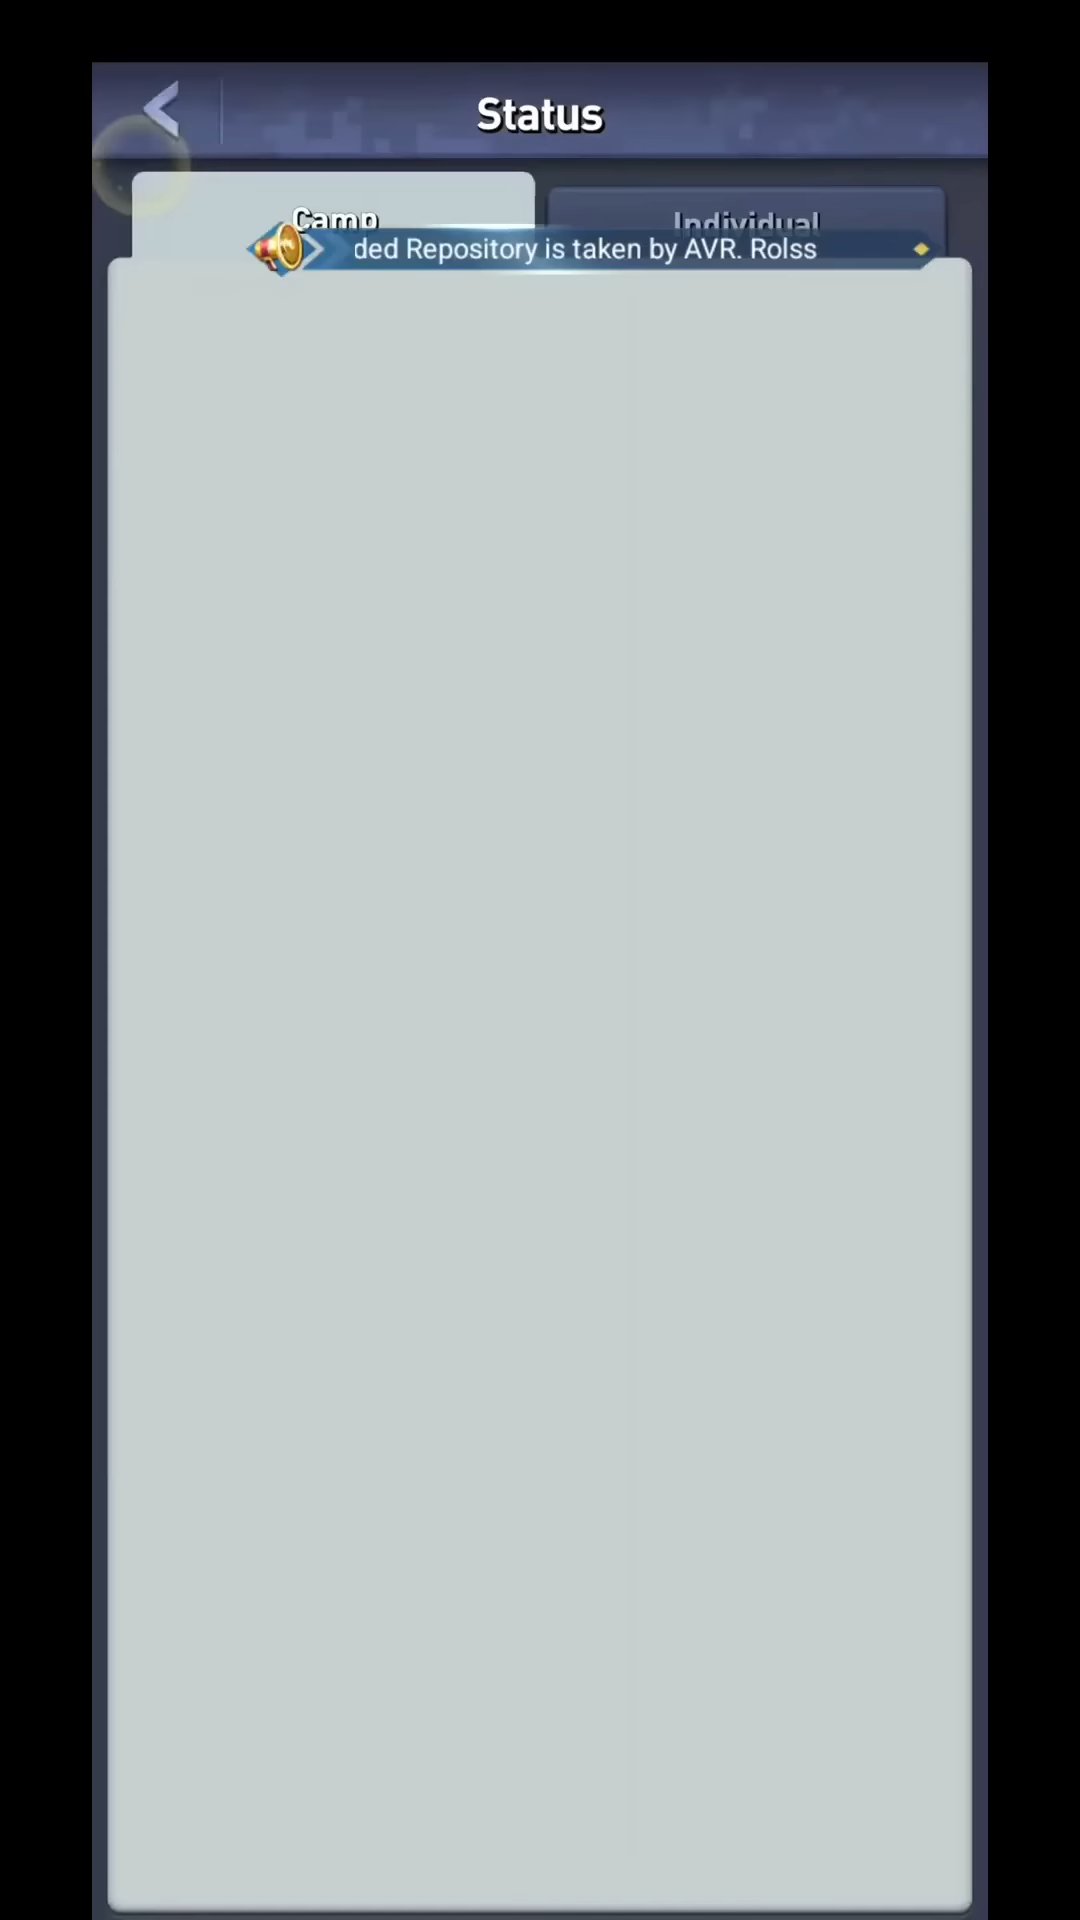 Status
Camp
Individual
ded Repository is taken by AVR. Rolss